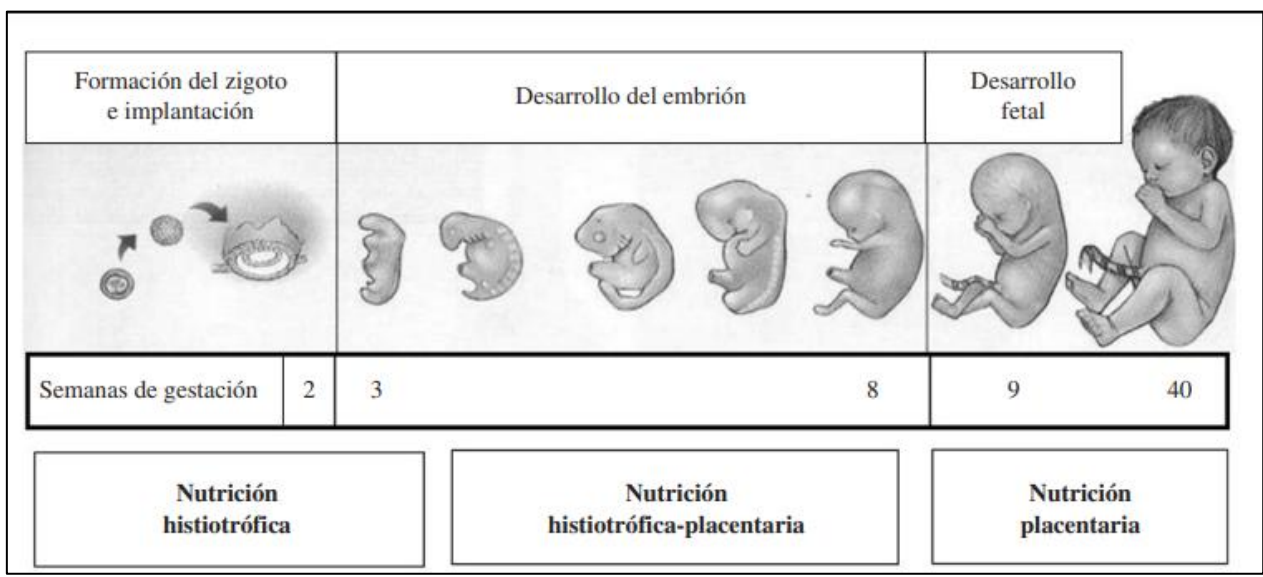 Formación del zigoto
e implantación
Desarrollo del embrión
Desarrollo
fetal
Semanas de gestación 2 3 8 9 40
Nutrición
histiotrófica
Nutrición
histiotrófica-placentaria
Nutrición
placentaria